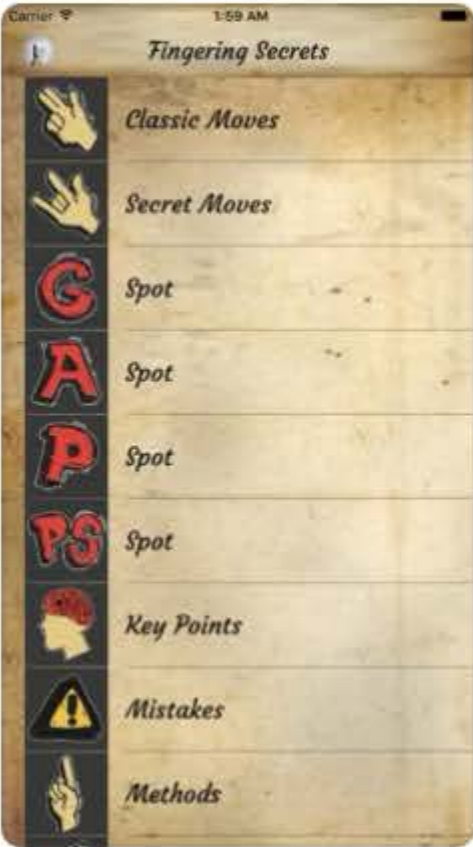 Carrier 1:59 AM
Fingering Secrets
Classic Moves
Secret Moves
G Spot
A Spot
P Spot
PS Spot
Key Points
Mistakes
Methods